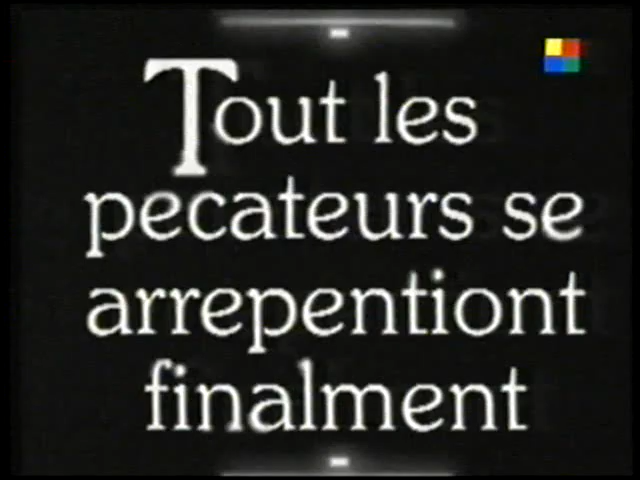 Tout les
pecateurs se
arrepentiont
finalment